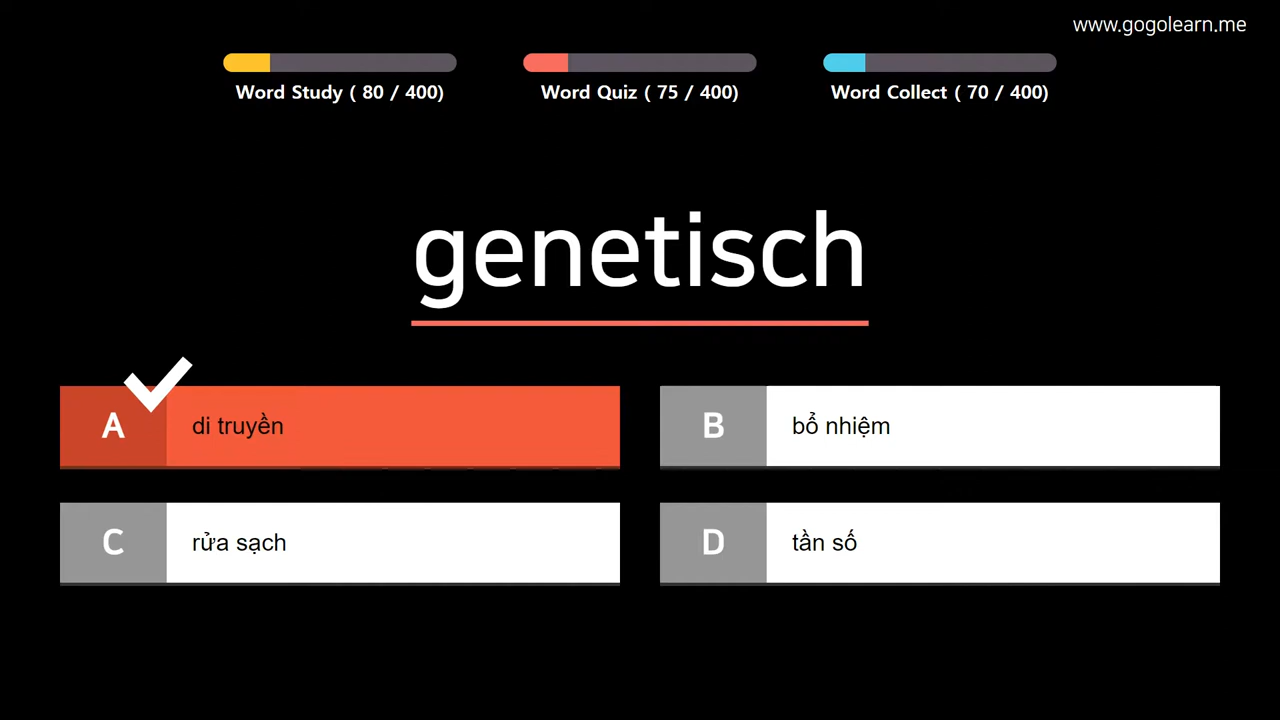 www.gogolearn.me
Word Study ( 80 / 400)
Word Quiz ( 75 / 400)
Word Collect ( 70 / 400)
genetisch
A
di truyền
B
bổ nhiệm
C
rửa sạch
D
tần số